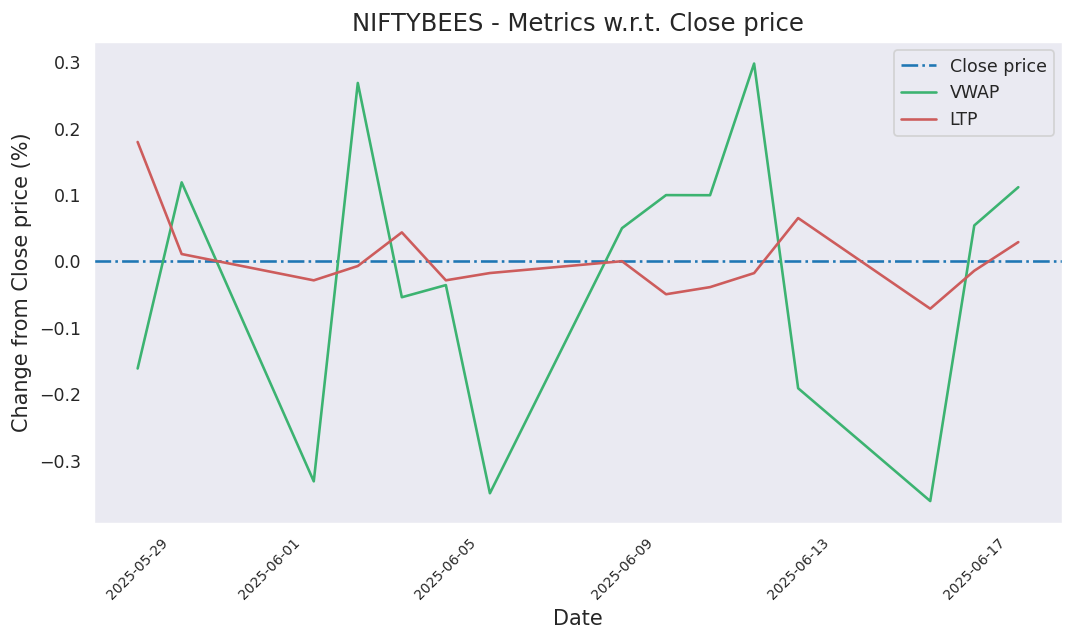 NIFTYBEES - Metrics w.r.t. Close price
Close price
VWAP
LTP
Change from Close price (%)
0.3
0.2
0.1
0.0
−0.1
−0.2
−0.3
2025-05-29
2025-06-01
2025-06-05
2025-06-09
2025-06-13
2025-06-17
Date